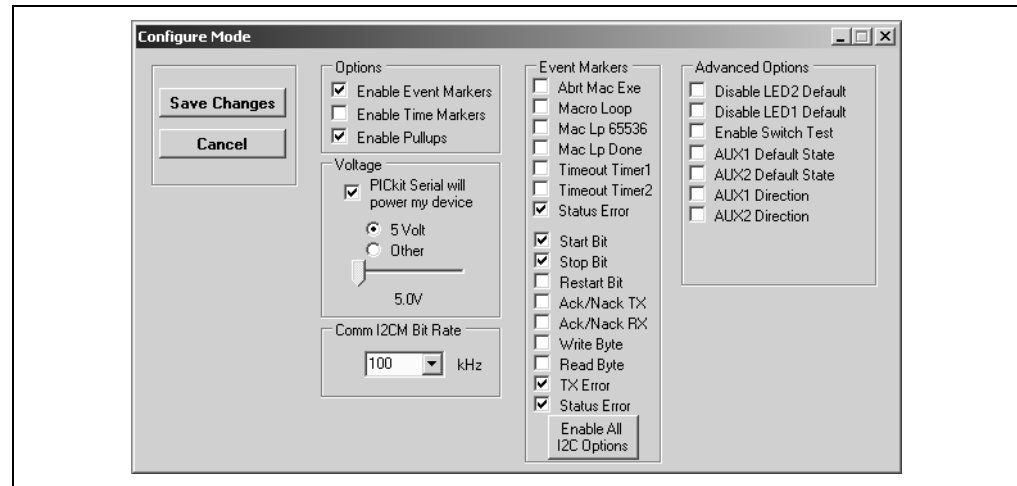 Configure Mode
Save Changes
Cancel
Options
Enable Event Markers
Enable Time Markers
Enable Pullups
Voltage
PICkit Serial will
power my device
5 Volt
Other
5.0V
Comm I2CM Bit Rate
100 kHz
Event Markers
Abrt Mac Exe
Macro Loop
Mac Lp 65536
Mac Lp Done
Timeout Timer1
Timeout Timer2
Status Error
Start Bit
Stop Bit
Restart Bit
Ack/Nack TX
Ack/Nack RX
Write Byte
Read Byte
TX Error
Status Error
Enable All
I2C Options
Advanced Options
Disable LED2 Default
Disable LED1 Default
Enable Switch Test
AUX1 Default State
AUX2 Default State
AUX1 Direction
AUX2 Direction